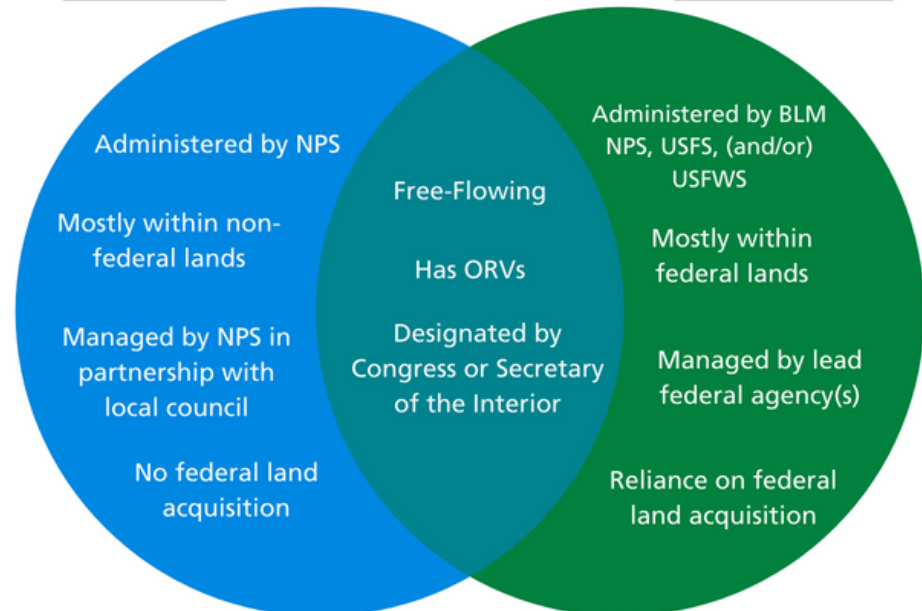 Administered by NPS
Mostly within non-
federal lands
Managed by NPS in
partnership with
local council
No federal land
acquisition
Free-Flowing
Has ORVs
Designated by
Congress or Secretary
of the Interior
Administered by BLM
NPS, USFS, (and/or)
USFWS
Mostly within
federal lands
Managed by lead
federal agency(s)
Reliance on federal
land acquisition